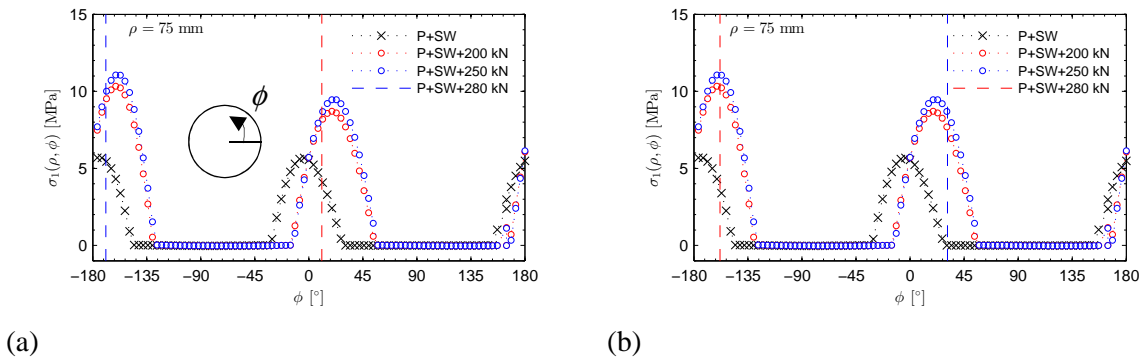 15
10
5
0
σ₁(ρ, ϕ) [MPa]
ρ = 75 mm
P+SW
P+SW+200 kN
P+SW+250 kN
P+SW+280 kN
ϕ
−180 −135 −90 −45 0 45 90 135 180
ϕ [°]
(a)
15
10
5
0
σ₁(ρ, ϕ) [MPa]
ρ = 75 mm
P+SW
P+SW+200 kN
P+SW+250 kN
P+SW+280 kN
−180 −135 −90 −45 0 45 90 135 180
ϕ [°]
(b)